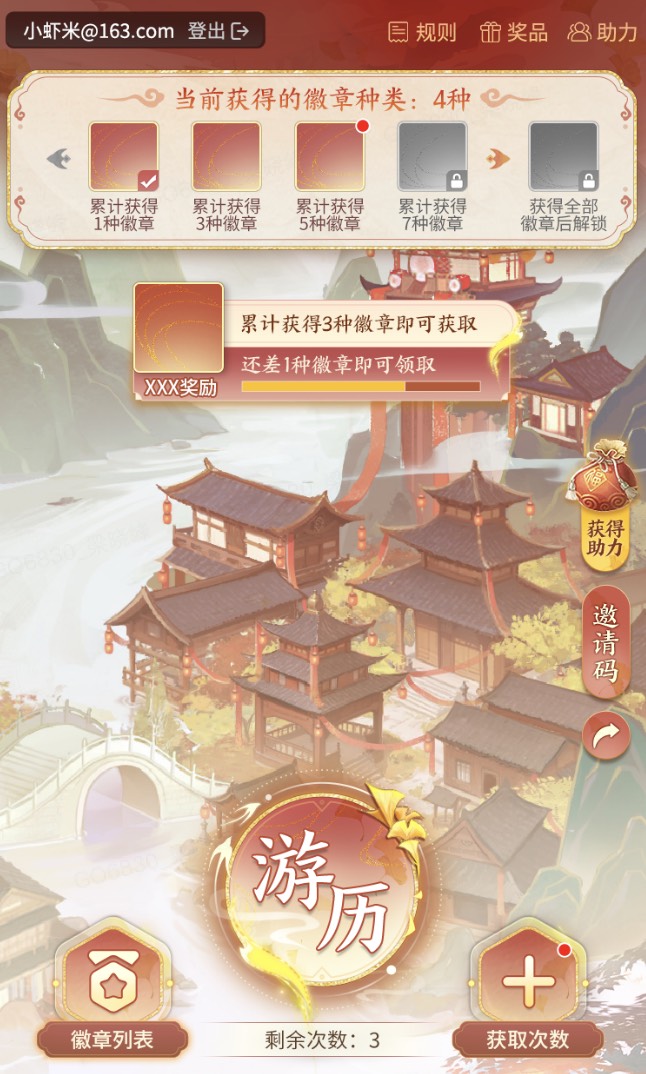 小虾米@163.com 登出 规则 奖品 助力
当前获得的徽章种类：4种
累计获得 累计获得 累计获得 累计获得 获得全部
1种徽章 3种徽章 5种徽章 7种徽章 徽章后解锁
累计获得3种徽章即可获取
还差1种徽章即可领取
XXX奖励
福
获得
助力
邀
请
码
游
历
徽章列表 剩余次数：3 获取次数